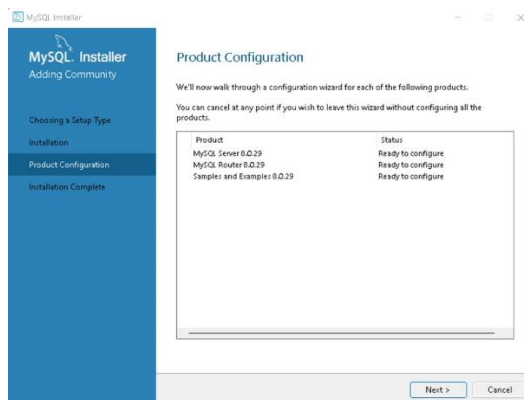 MySQL Installer
MySQL. Installer
Adding Community
Choosing a Setup Type
Installation
Product Configuration
Installation Complete
Product Configuration
We'll now walk through a configuration wizard for each of the following products.
You can cancel at any point if you wish to leave this wizard without configuring all the
products.
Product Status
MySQL Server 8.0.29 Ready to configure
MySQL Router 8.0.29 Ready to configure
Samples and Examples 8.0.29 Ready to configure
Next > Cancel